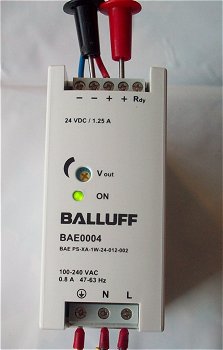 − − + + Rdy
24 VDC / 1.25 A
V out
ON
BALLUFF
BAE0004
BAE PS-XA-1W-24-012-002
100-240 VAC
0.8 A 47-63 Hz
N L